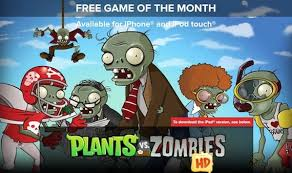 FREE GAME OF THE MONTH
Available for iPhone® and iPod touch®
To download the iPad® version, see below.
PLANTS vs. ZOMBIES
HD